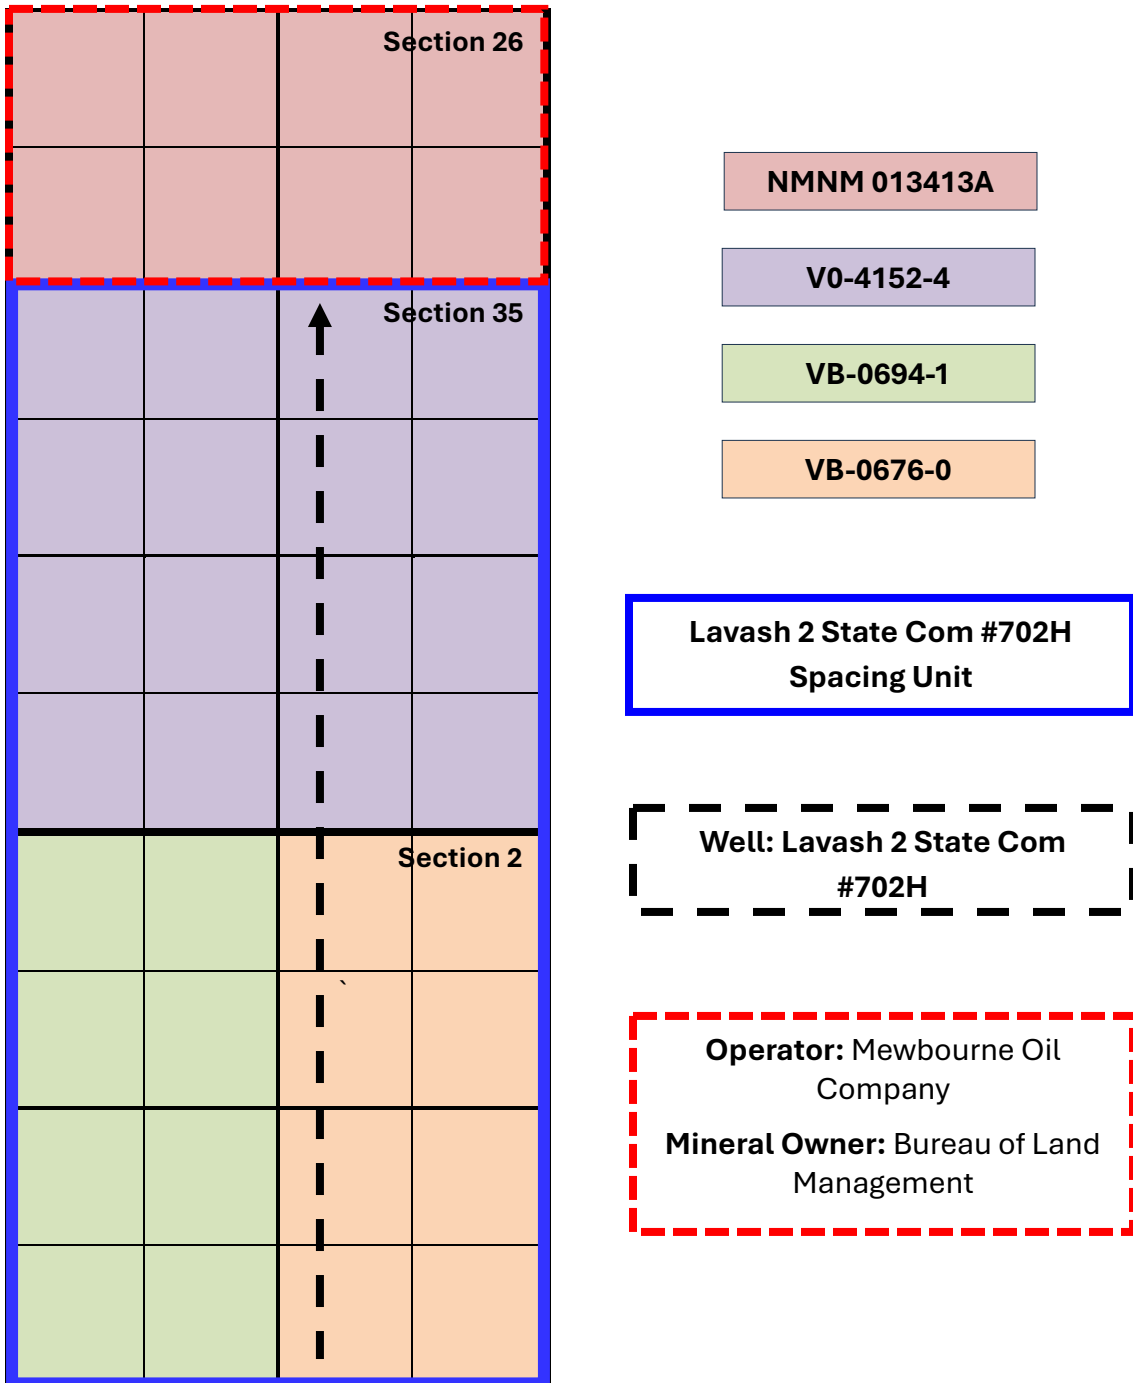 Section 26
NMNM 013413A
V0-4152-4
Section 35
VB-0694-1
VB-0676-0
Lavash 2 State Com #702H
Spacing Unit
Well: Lavash 2 State Com
#702H
Section 2
`
Operator: Mewbourne Oil
Company
Mineral Owner: Bureau of Land
Management